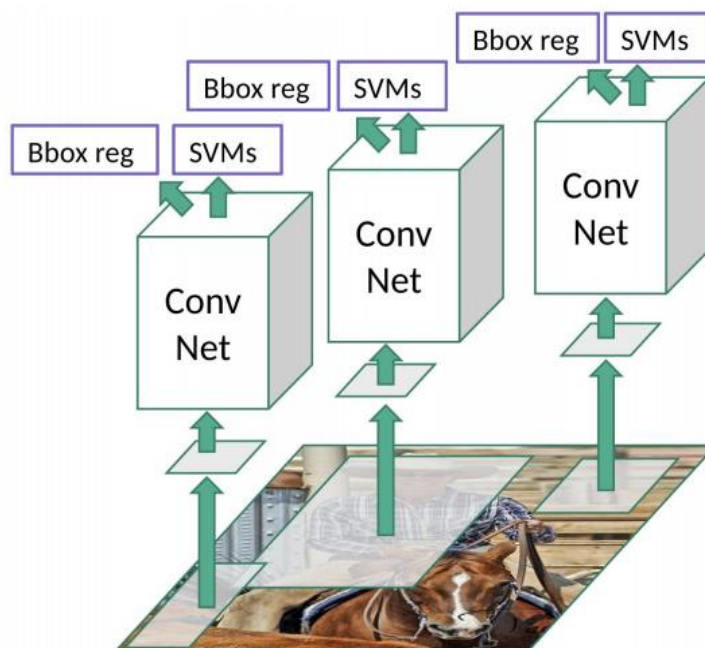 Bbox reg SVMs
Bbox reg SVMs
Bbox reg SVMs
Conv
Net
Conv
Net
Conv
Net